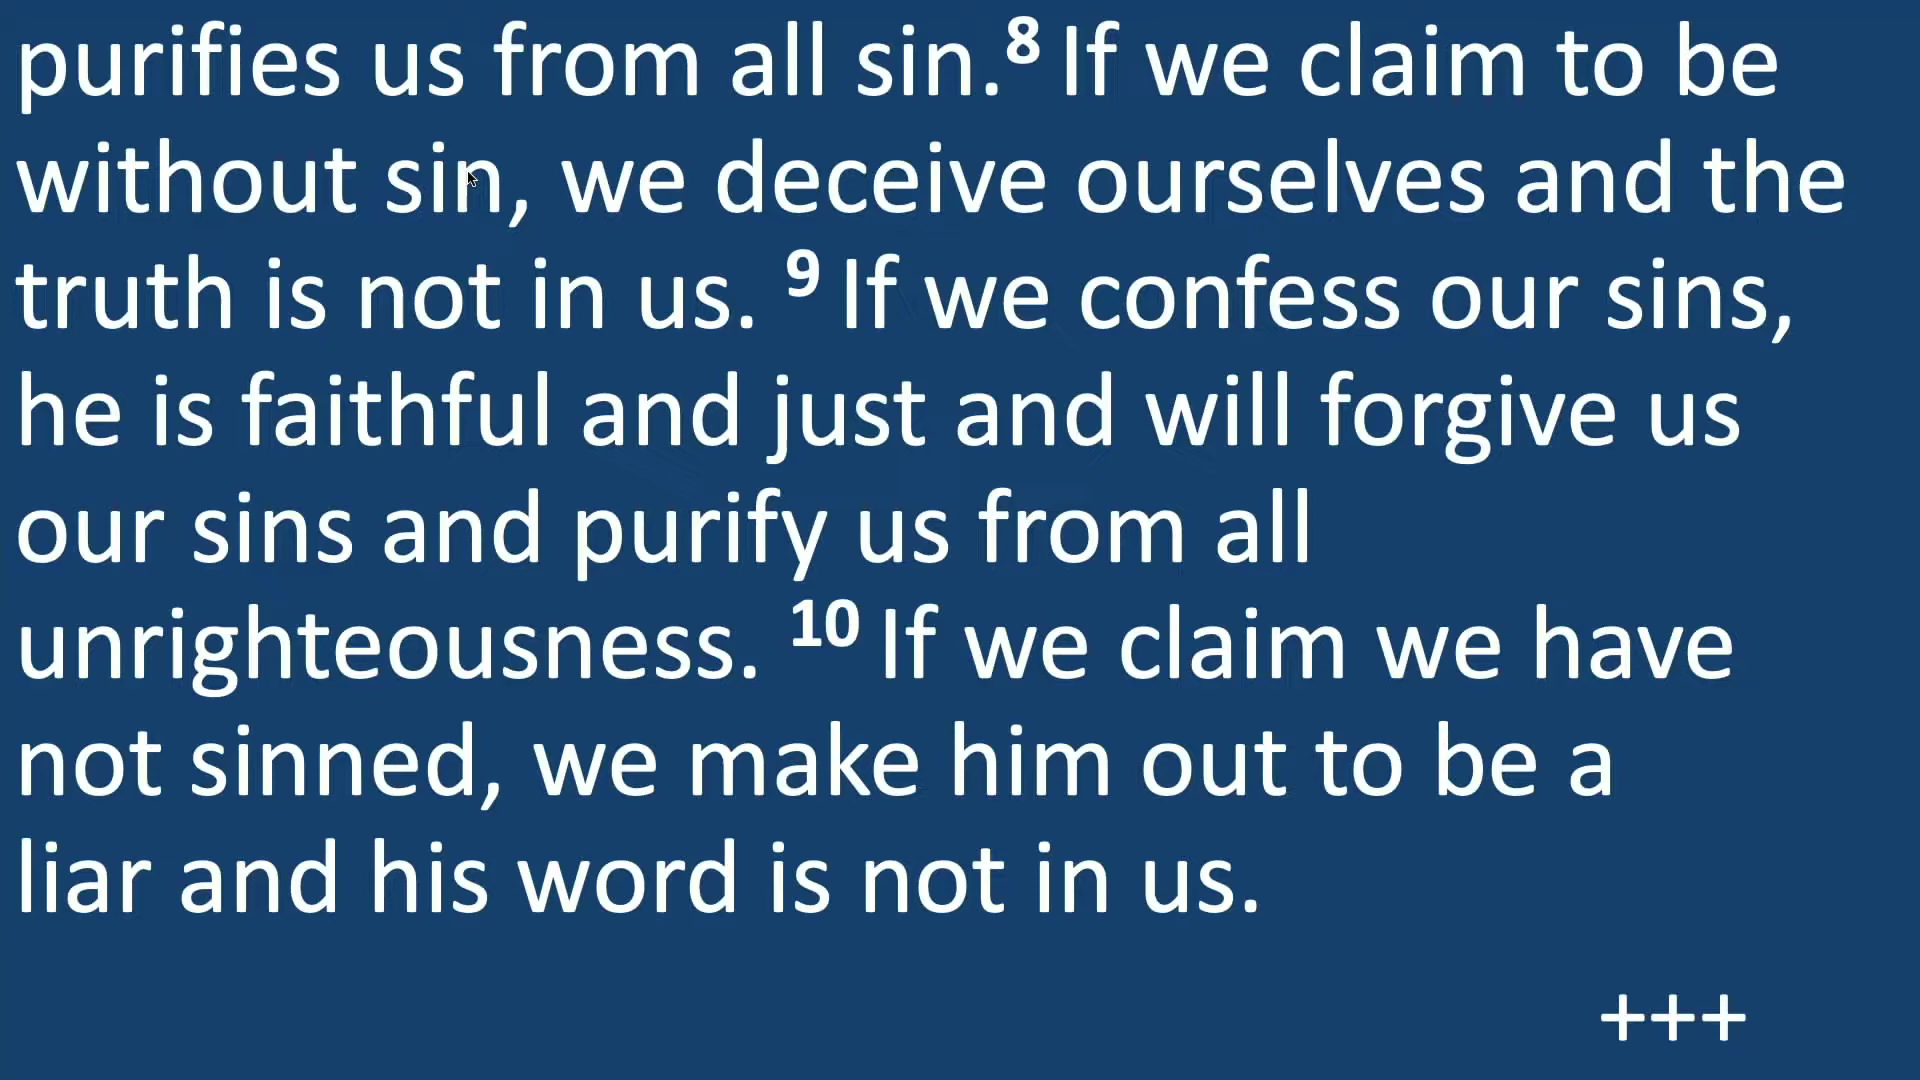 purifies us from all sin.⁸ If we claim to be
without sin, we deceive ourselves and the
truth is not in us. ⁹ If we confess our sins,
he is faithful and just and will forgive us
our sins and purify us from all
unrighteousness. ¹⁰ If we claim we have
not sinned, we make him out to be a
liar and his word is not in us.
+++